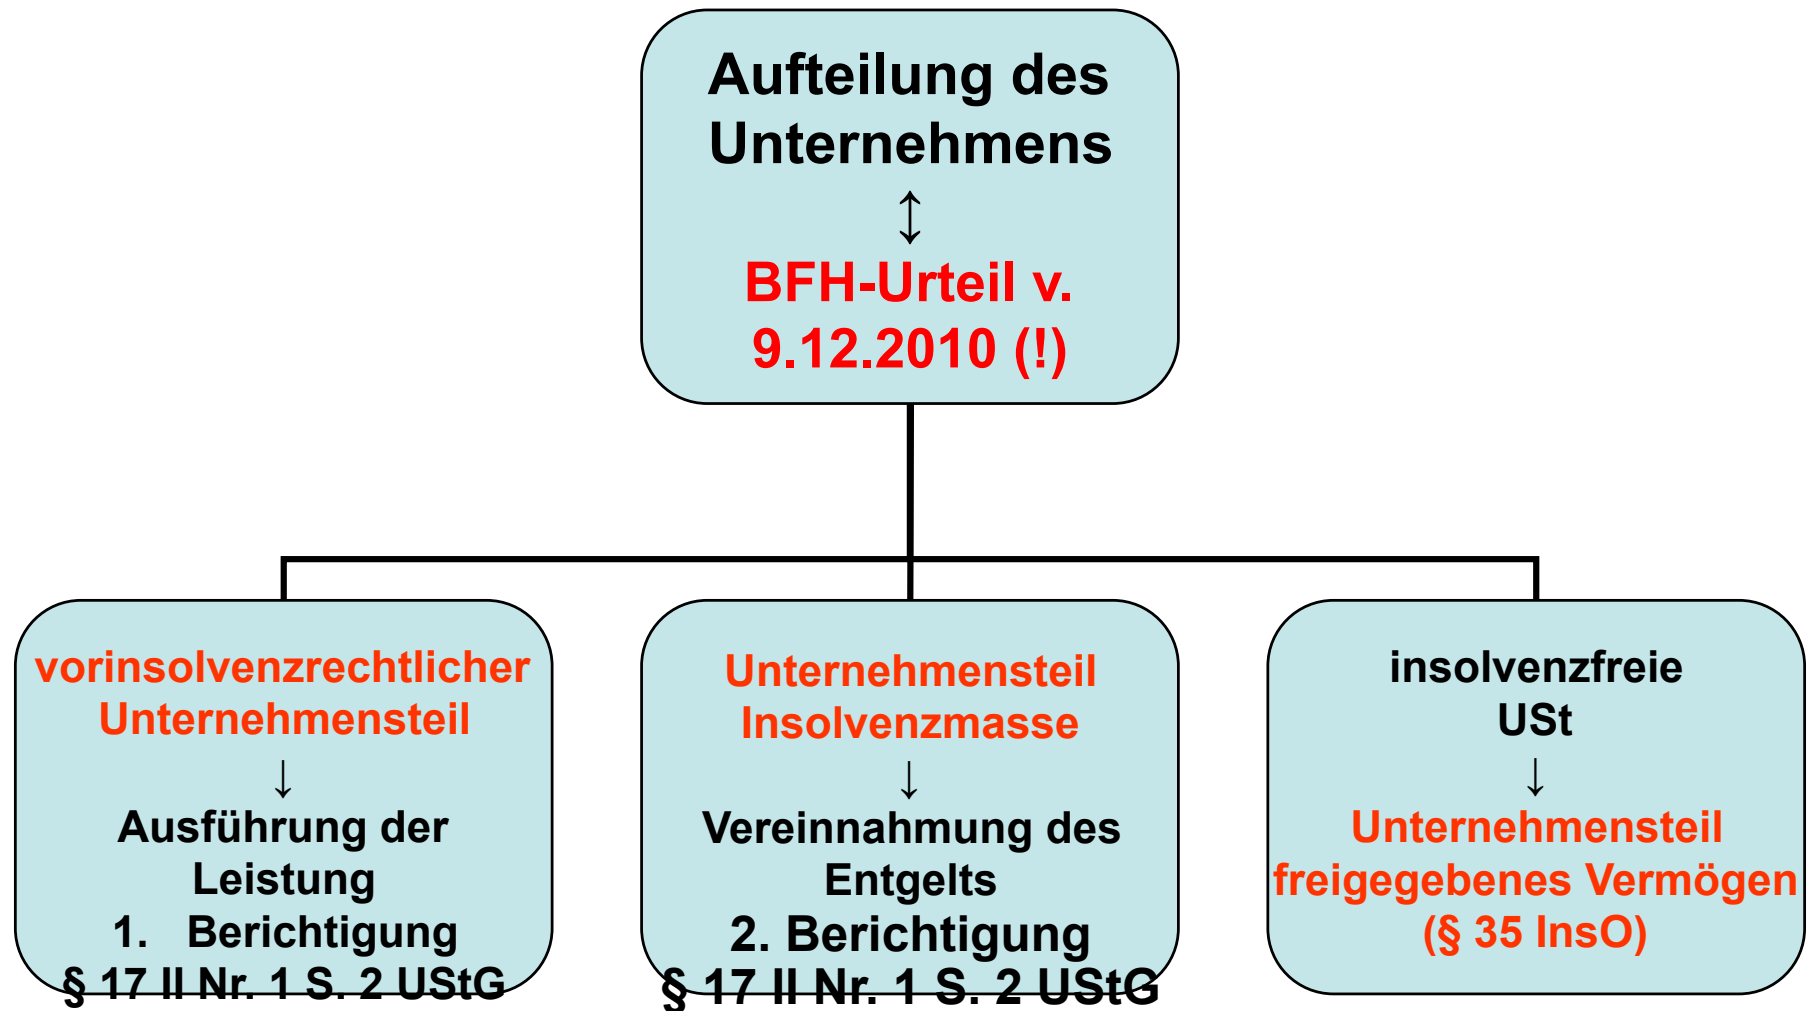 Aufteilung des
Unternehmens
↕
BFH-Urteil v.
9.12.2010 (!)
vorinsolvenzrechtlicher
Unternehmensteil
↓
Ausführung der
Leistung
1. Berichtigung
§ 17 II Nr. 1 S. 2 UStG
Unternehmensteil
Insolvenzmasse
↓
Vereinnahmung des
Entgelts
2. Berichtigung
§ 17 II Nr. 1 S. 2 UStG
insolvenzfreie
USt
↓
Unternehmensteil
freigegebenes Vermögen
(§ 35 InsO)